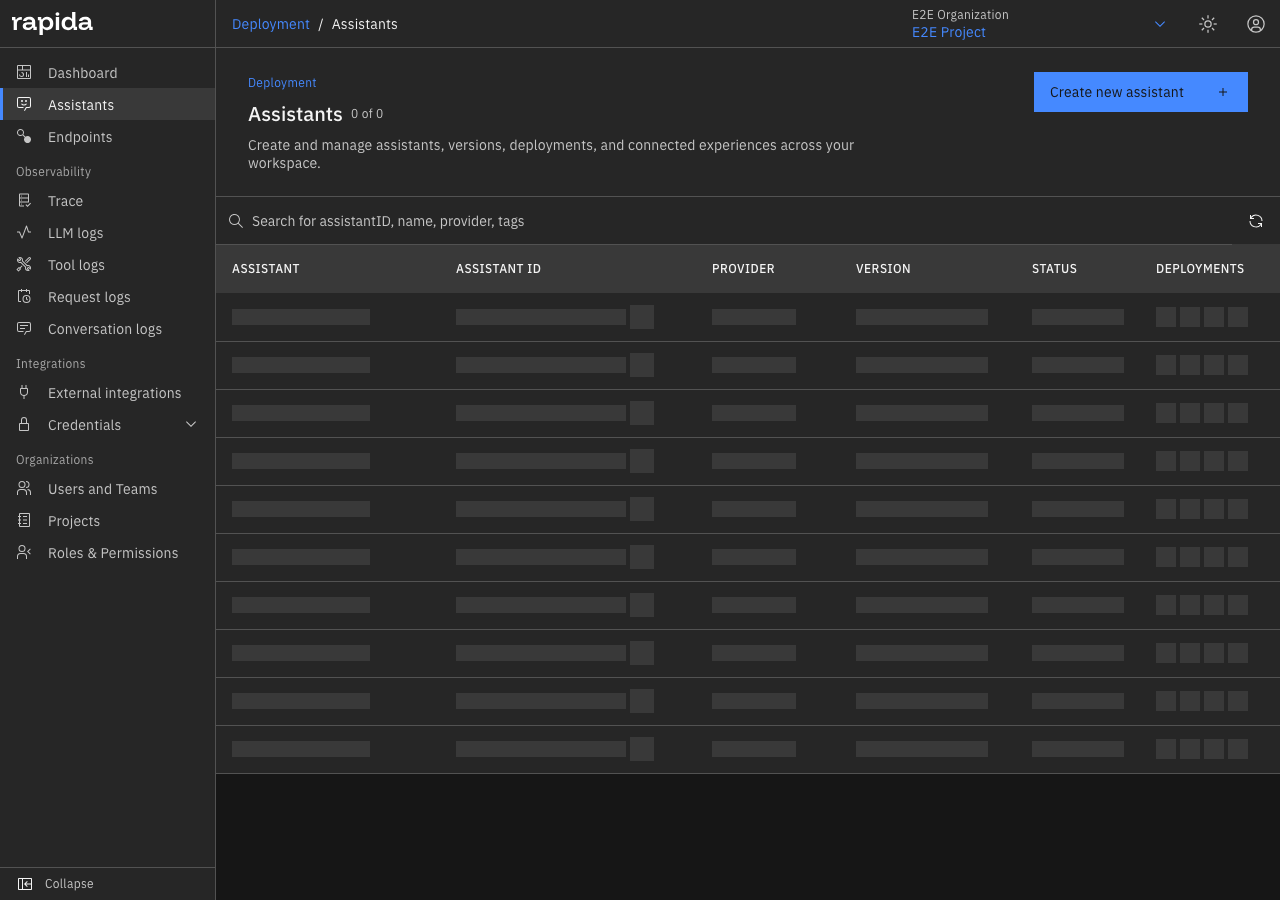 rapida
Deployment / Assistants
E2E Organization
E2E Project
Dashboard
Assistants
Endpoints
Observability
Trace
LLM logs
Tool logs
Request logs
Conversation logs
Integrations
External integrations
Credentials
Organizations
Users and Teams
Projects
Roles & Permissions
Collapse
Deployment
Assistants 0 of 0
Create and manage assistants, versions, deployments, and connected experiences across your
workspace.
Create new assistant +
Search for assistantID, name, provider, tags
ASSISTANT ASSISTANT ID PROVIDER VERSION STATUS DEPLOYMENTS